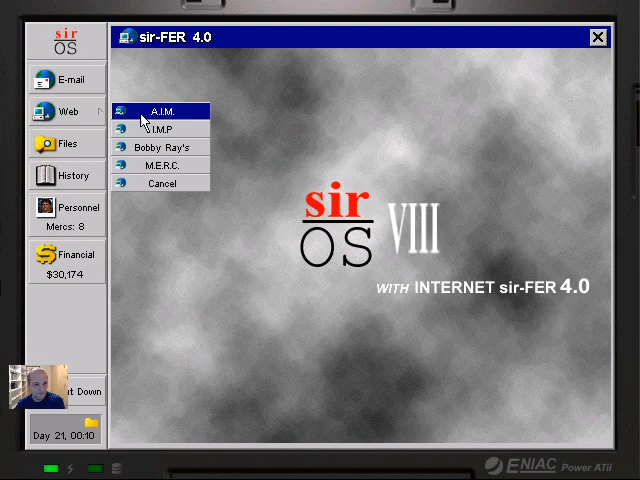 sir-FER 4.0
sir
OS
E-mail
Web
Files
History
Personnel
Mercs: 8
Financial
$30,174
A.I.M.
I.M.P
Bobby Ray's
M.E.R.C.
Cancel
sir
OS VIII
WITH INTERNET sir-FER 4.0
t Down
Day 21, 00:10
ENIAC Power ATii